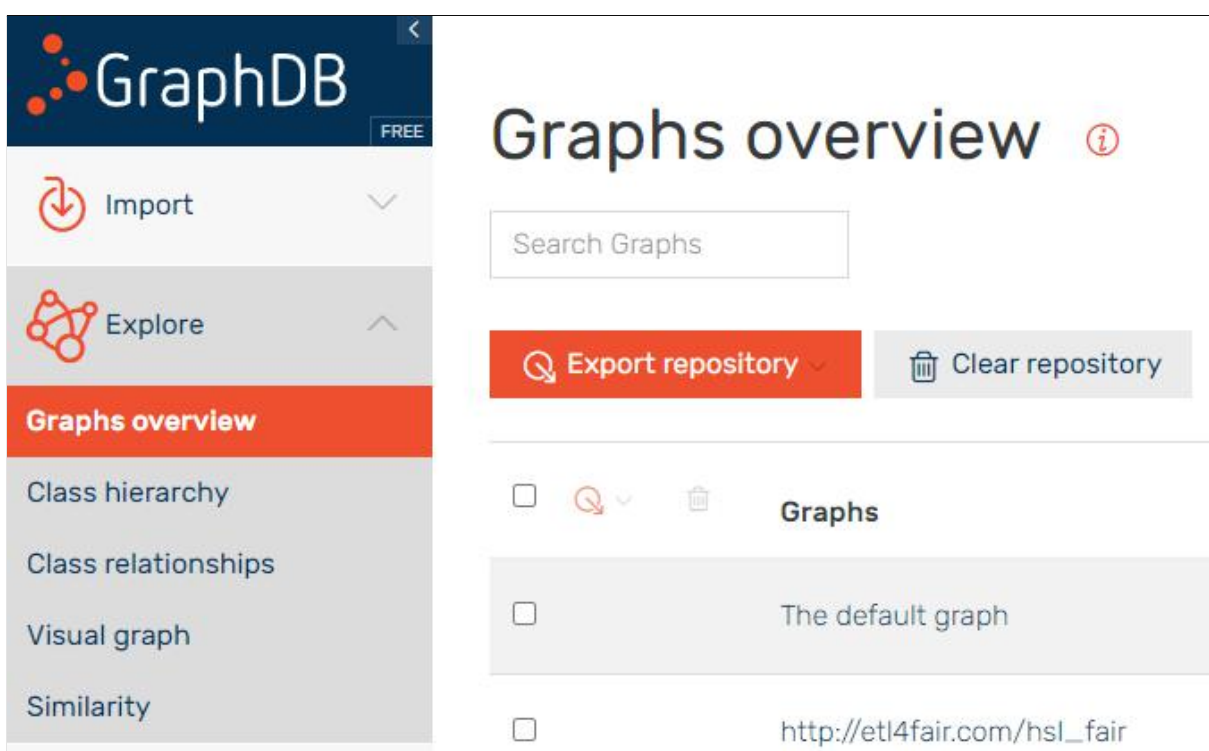 GraphDB
FREE
Import
Explore
Graphs overview
Class hierarchy
Class relationships
Visual graph
Similarity
Graphs overview
Search Graphs
Export repository
Clear repository
Graphs
The default graph
http://etl4fair.com/hsl_fair